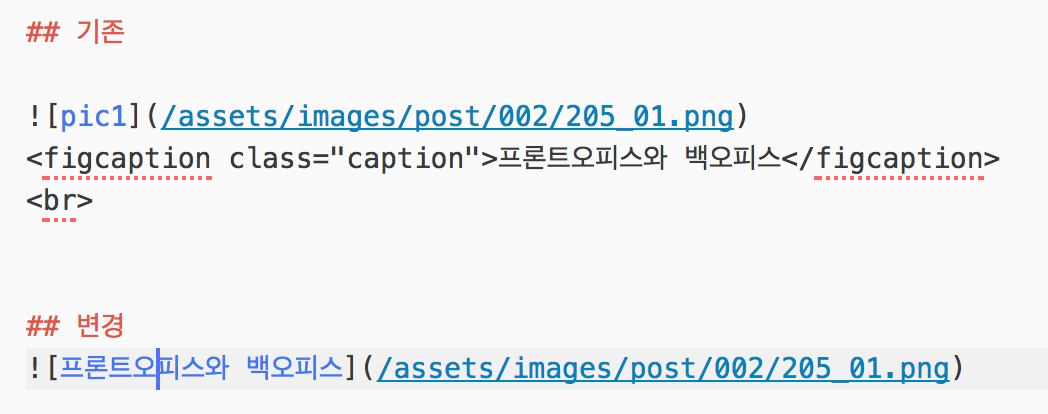 ## 기존
![pic1](/assets/images/post/002/205_01.png)
<figcaption class="caption">프론트오피스와 백오피스</figcaption>
<br>
## 변경
![프론트오피스와 백오피스](/assets/images/post/002/205_01.png)